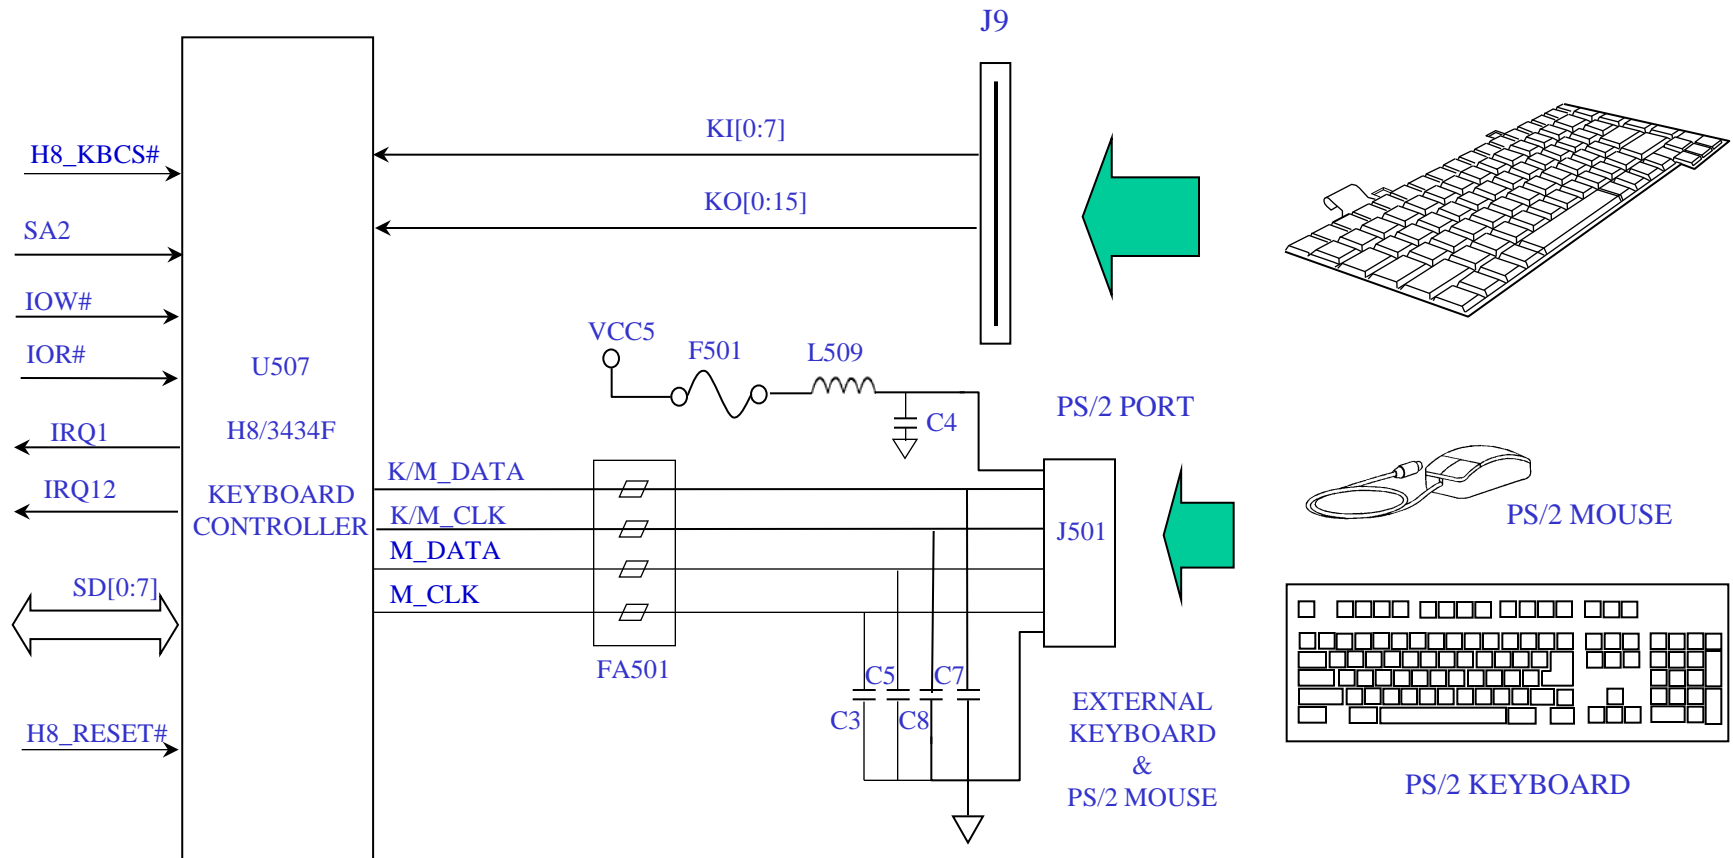 J9
KI[0:7]
H8_KBCS#
KO[0:15]
SA2
IOW#
VCC5
F501
L509
IOR#
U507
PS/2 PORT
C4
IRQ1
H8/3434F
K/M_DATA
IRQ12
KEYBOARD
CONTROLLER
K/M_CLK
PS/2 MOUSE
J501
M_DATA
SD[0:7]
M_CLK
FA501
C5
C7
C3
C8
EXTERNAL
KEYBOARD
&
PS/2 MOUSE
H8_RESET#
PS/2 KEYBOARD